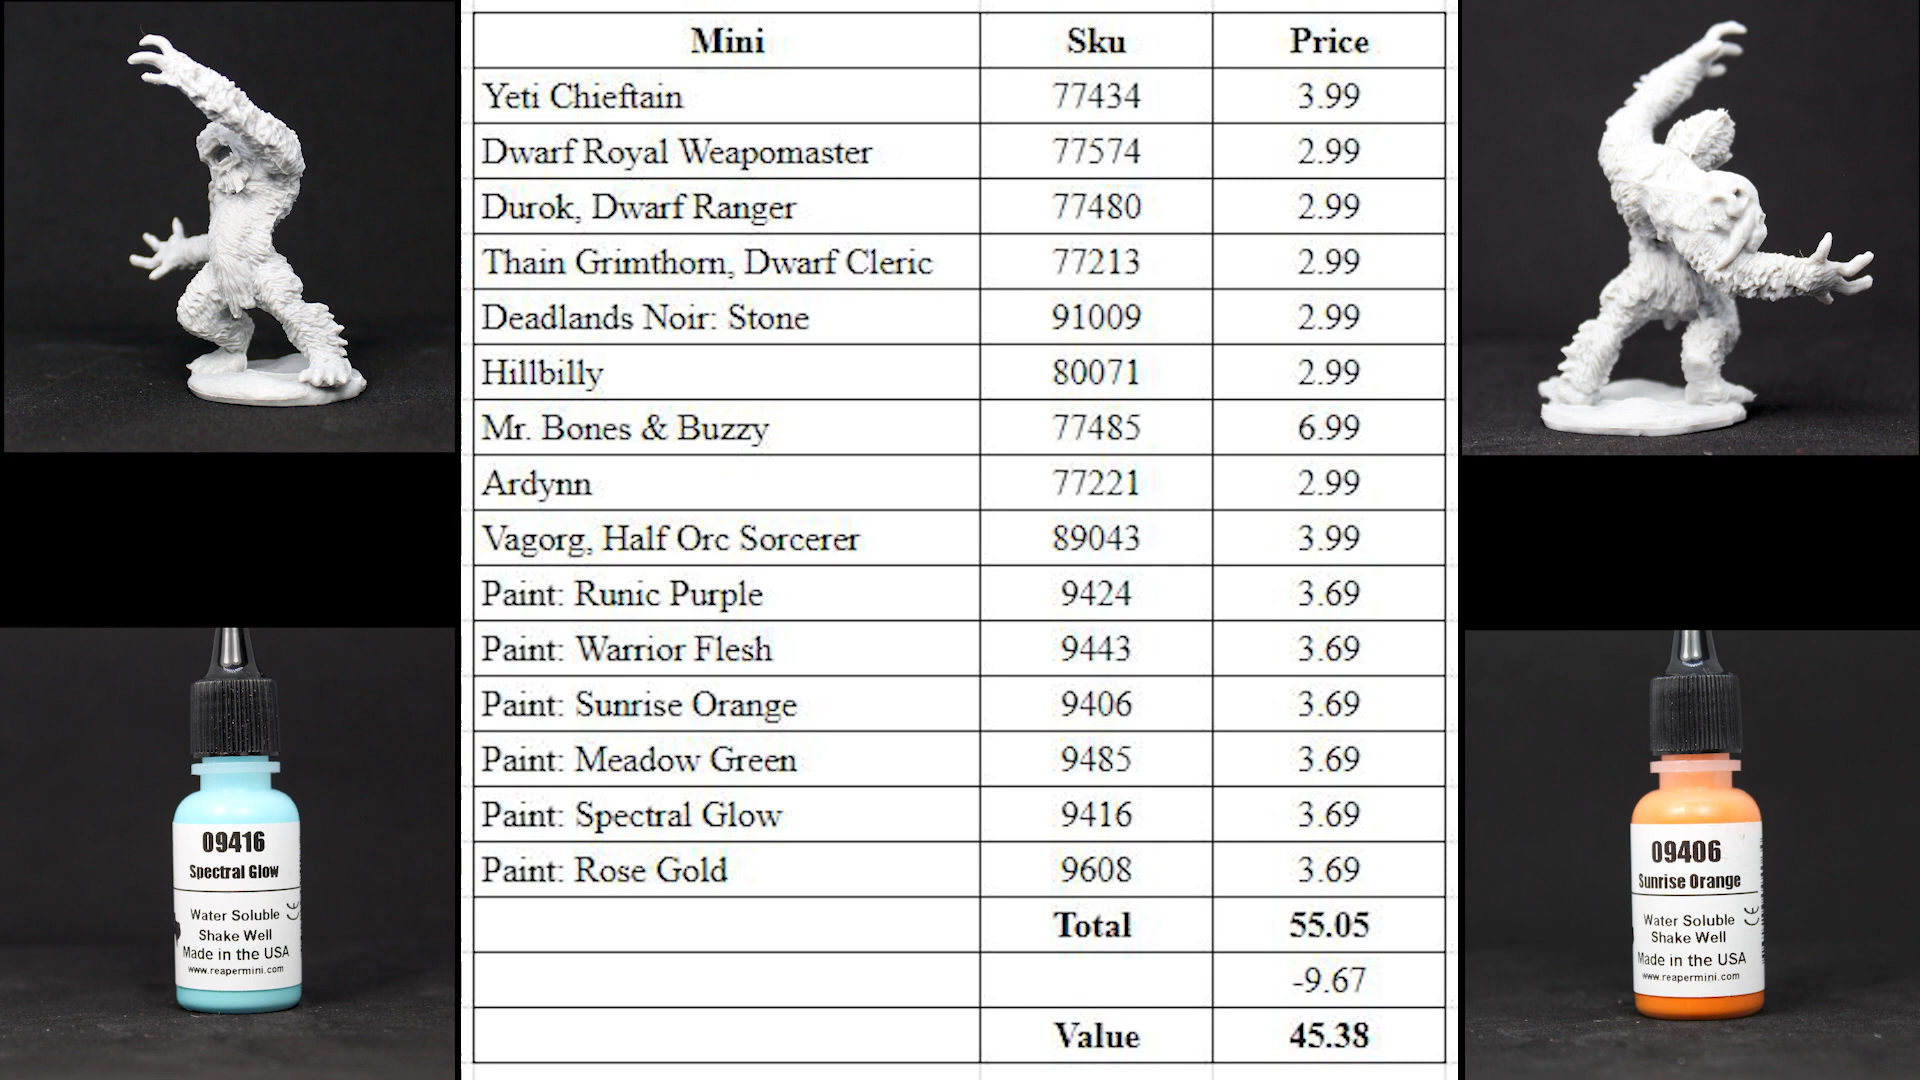 Mini Sku Price
Yeti Chieftain 77434 3.99
Dwarf Royal Weapomaster 77574 2.99
Durok, Dwarf Ranger 77480 2.99
Thain Grimthorn, Dwarf Cleric 77213 2.99
Deadlands Noir: Stone 91009 2.99
Hillbilly 80071 2.99
Mr. Bones & Buzzy 77485 6.99
Ardynn 77221 2.99
Vagorg, Half Orc Sorcerer 89043 3.99
Paint: Runic Purple 9424 3.69
Paint: Warrior Flesh 9443 3.69
Paint: Sunrise Orange 9406 3.69
Paint: Meadow Green 9485 3.69
Paint: Spectral Glow 9416 3.69
Paint: Rose Gold 9608 3.69
Total 55.05
-9.67
Value 45.38
09416
Spectral Glow
Water Soluble
Shake Well
Made in the USA
www.reapermini.com
CE
09406
Sunrise Orange
Water Soluble
Shake Well
Made in the USA
www.reapermini.com
CE